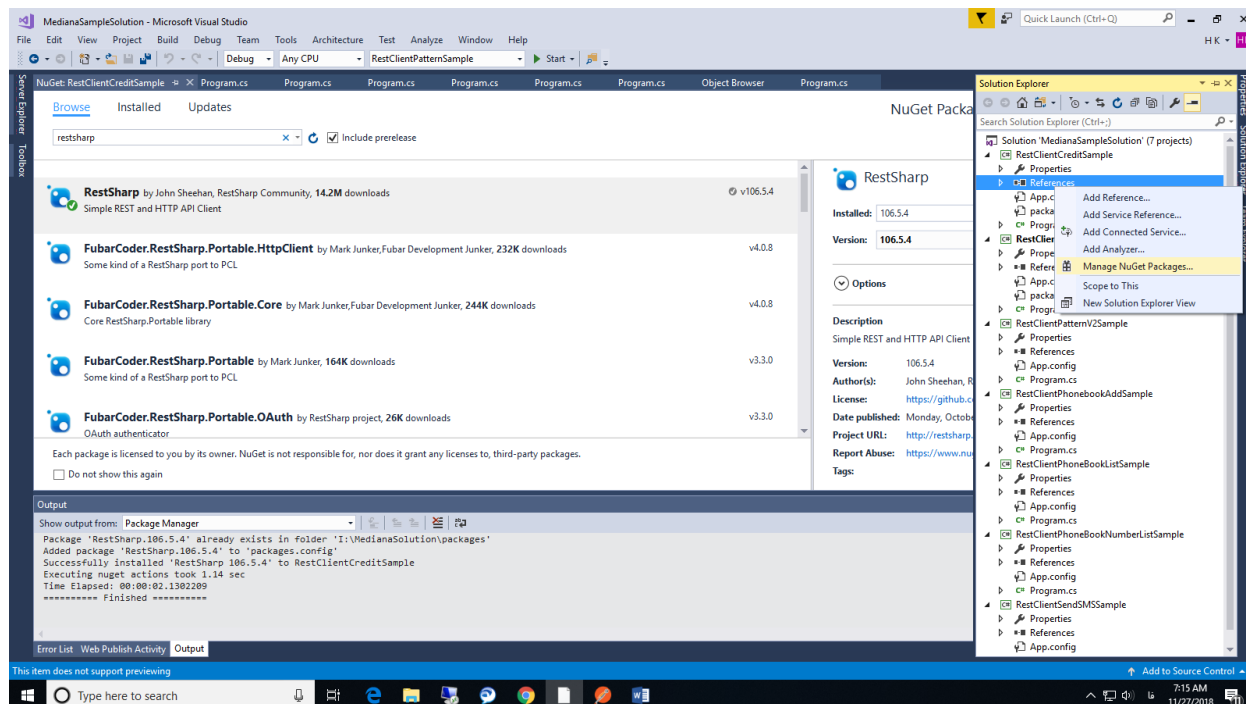 MedianaSampleSolution - Microsoft Visual Studio
Quick Launch (Ctrl+Q)
File Edit View Project Build Debug Team Tools Architecture Test Analyze Window Help
H K
Debug Any CPU RestClientPatternSample Start
Server Explorer
Toolbox
NuGet: RestClientCreditSample Program.cs Program.cs Program.cs Program.cs Program.cs Program.cs Object Browser Program.cs
Browse Installed Updates
NuGet Packa
restsharp
Include prerelease
RestSharp by John Sheehan, RestSharp Community, 14.2M downloads
v106.5.4
Simple REST and HTTP API Client
FubarCoder.RestSharp.Portable.HttpClient by Mark Junker,Fubar Development Junker, 232K downloads
v4.0.8
Some kind of a RestSharp port to PCL
FubarCoder.RestSharp.Portable.Core by Mark Junker,Fubar Development Junker, 244K downloads
v4.0.8
Core RestSharp.Portable library
FubarCoder.RestSharp.Portable by Mark Junker, 164K downloads
v3.3.0
Some kind of a RestSharp port to PCL
FubarCoder.RestSharp.Portable.OAuth by RestSharp project, 26K downloads
v3.3.0
OAuth authenticator
Each package is licensed to you by its owner. NuGet is not responsible for, nor does it grant any licenses to, third-party packages.
Do not show this again
RestSharp
Installed: 106.5.4
Version: 106.5.4
Options
Description
Simple REST and HTTP API Client
Version: 106.5.4
Author(s): John Sheehan, R
License: https://github.c
Date published: Monday, Octobe
Project URL: http://restsharp.
Report Abuse: https://www.nu
Tags:
Output
Show output from: Package Manager
Package 'RestSharp.106.5.4' already exists in folder 'I:\MedianaSolution\packages'
Added package 'RestSharp.106.5.4' to 'packages.config'
Successfully installed 'RestSharp 106.5.4' to RestClientCreditSample
Executing nuget actions took 1.14 sec
Time Elapsed: 00:00:02.1302209
========== Finished ==========
Error List Web Publish Activity Output
Solution Explorer
Search Solution Explorer (Ctrl+;)
Solution 'MedianaSampleSolution' (7 projects)
RestClientCreditSample
Properties
References
App.c
packa
Progra
RestClier
Prope
Refere
App.c
packa
Progra
RestClientPatternV2Sample
Properties
References
App.config
Program.cs
RestClientPhonebookAddSample
Properties
References
App.config
Program.cs
RestClientPhoneBookListSample
Properties
References
App.config
Program.cs
RestClientPhoneBookNumberListSample
Properties
References
App.config
Program.cs
RestClientSendSMSSample
Properties
References
App.config
Add Reference...
Add Service Reference...
Add Connected Service...
Add Analyzer...
Manage NuGet Packages...
Scope to This
New Solution Explorer View
Properties
Solution Explorer
This item does not support previewing
Add to Source Control
Type here to search
فا
7:15 AM
11/27/2018